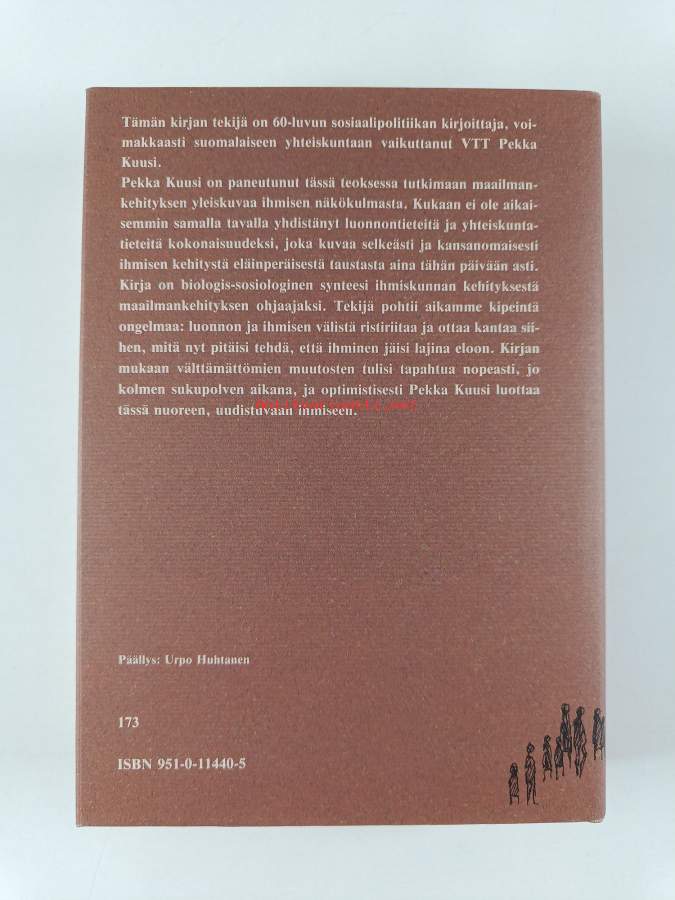 Tämän kirjan tekijä on 60-luvun sosiaalipolitiikan kirjoittaja, voi-
makkaasti suomalaiseen yhteiskuntaan vaikuttanut VTT Pekka
Kuusi.
Pekka Kuusi on paneutunut tässä teoksessa tutkimaan maailman-
kehityksen yleiskuvaa ihmisen näkökulmasta. Kukaan ei ole aikai-
semmin samalla tavalla yhdistänyt luonnontieteitä ja yhteiskunta-
tieteitä kokonaisuudeksi, joka kuvaa selkeästi ja kansanomaisesti
ihmisen kehitystä eläinperäisestä taustasta aina tähän päivään asti.
Kirja on biologis-sosiologinen synteesi ihmiskunnan kehityksestä
maailmankehityksen ohjaajaksi. Tekijä pohtii aikamme kipeintä
ongelmaa: luonnon ja ihmisen välistä ristiriitaa ja ottaa kantaa sii-
hen, mitä nyt pitäisi tehdä, että ihminen jäisi lajina eloon. Kirjan
mukaan välttämättömien muutosten tulisi tapahtua nopeasti, jo
kolmen sukupolven aikana, ja optimistisesti Pekka Kuusi luottaa
tässä nuoreen, uudistuvaan ihmiseen.
Päällys: Urpo Huhtanen
173
ISBN 951-0-11440-5